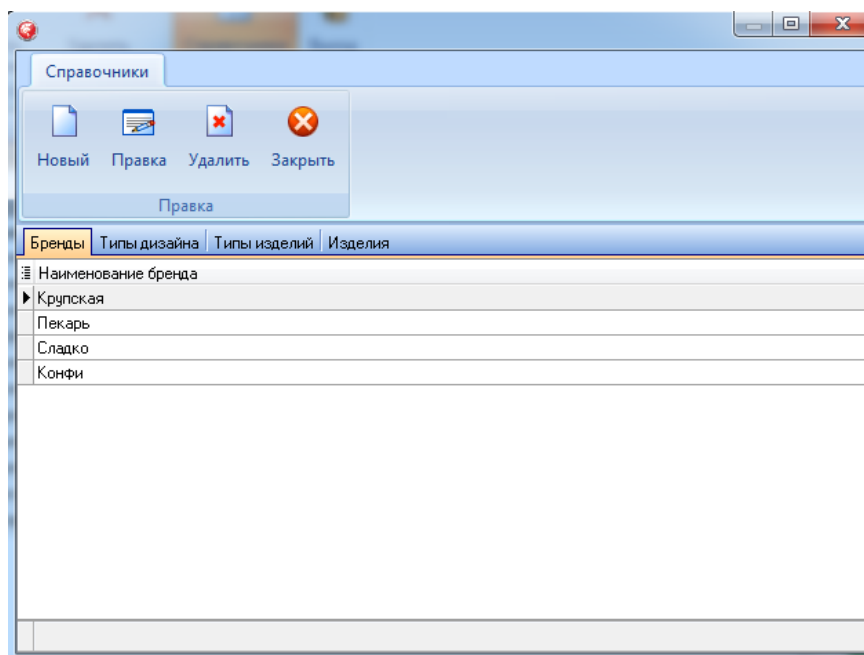 Справочники
Новый Правка Удалить Закрыть
Правка
Бренды Типы дизайна Типы изделий Изделия
Наименование бренда
Крупская
Пекарь
Сладко
Конфи